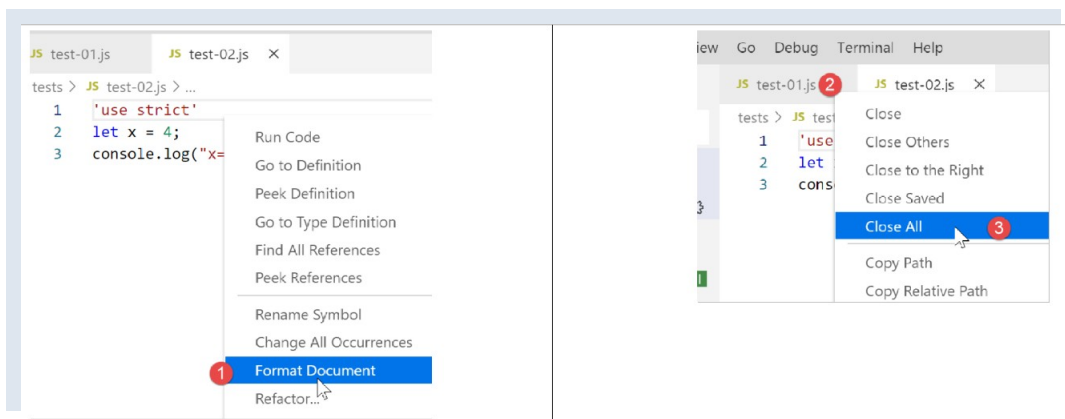 JS test-01.js JS test-02.js ×
tests > JS test-02.js > ...
1 'use strict'
2 let x = 4;
3 console.log("x=
Run Code
Go to Definition
Peek Definition
Go to Type Definition
Find All References
Peek References
Rename Symbol
Change All Occurrences
1 Format Document
Refactor...
iew Go Debug Terminal Help
JS test-01.js 2 JS test-02.js ×
tests > JS test
1 'use
2 let
3 cons
Close
Close Others
Close to the Right
Close Saved
Close All 3
Copy Path
Copy Relative Path